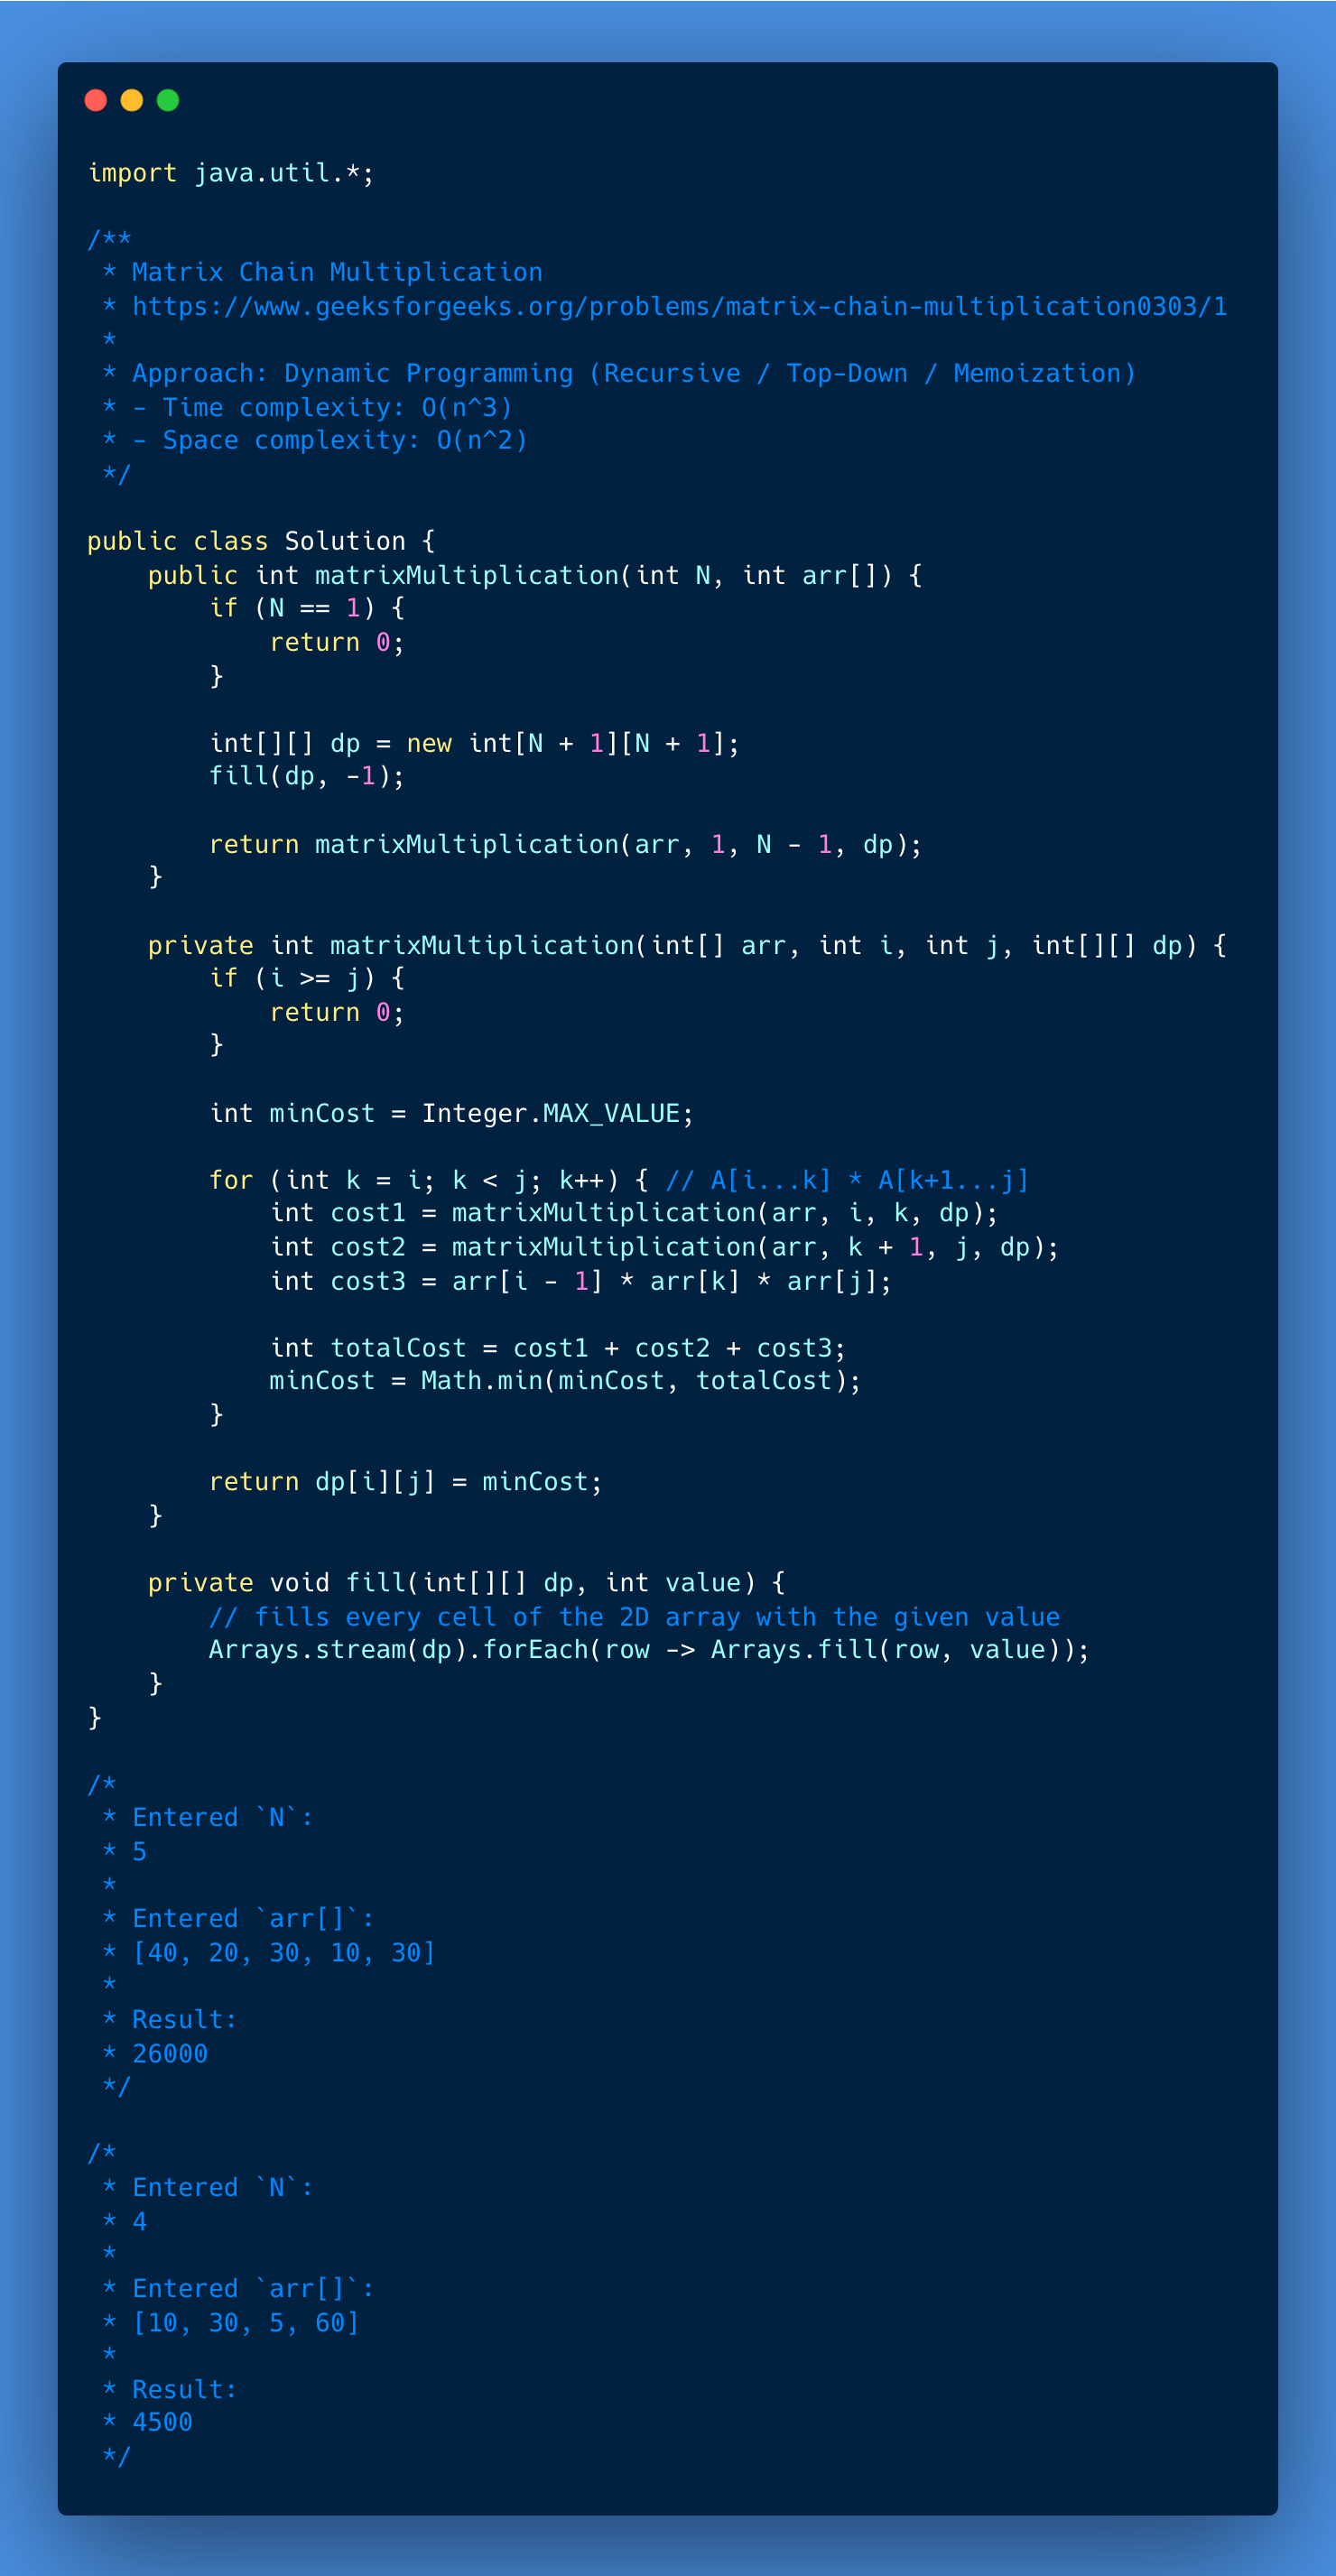 import java.util.*;

/**
 * Matrix Chain Multiplication
 * https://www.geeksforgeeks.org/problems/matrix-chain-multiplication0303/1
 *
 * Approach: Dynamic Programming (Recursive / Top-Down / Memoization)
 * - Time complexity: O(n^3)
 * - Space complexity: O(n^2)
 */

public class Solution {
    public int matrixMultiplication(int N, int arr[]) {
        if (N == 1) {
            return 0;
        }

        int[][] dp = new int[N + 1][N + 1];
        fill(dp, -1);

        return matrixMultiplication(arr, 1, N - 1, dp);
    }

    private int matrixMultiplication(int[] arr, int i, int j, int[][] dp) {
        if (i >= j) {
            return 0;
        }

        int minCost = Integer.MAX_VALUE;

        for (int k = i; k < j; k++) { // A[i...k] * A[k+1...j]
            int cost1 = matrixMultiplication(arr, i, k, dp);
            int cost2 = matrixMultiplication(arr, k + 1, j, dp);
            int cost3 = arr[i - 1] * arr[k] * arr[j];

            int totalCost = cost1 + cost2 + cost3;
            minCost = Math.min(minCost, totalCost);
        }

        return dp[i][j] = minCost;
    }

    private void fill(int[][] dp, int value) {
        // fills every cell of the 2D array with the given value
        Arrays.stream(dp).forEach(row -> Arrays.fill(row, value));
    }
}

/*
 * Entered `N`:
 * 5
 *
 * Entered `arr[]`:
 * [40, 20, 30, 10, 30]
 *
 * Result:
 * 26000
 */

/*
 * Entered `N`:
 * 4
 *
 * Entered `arr[]`:
 * [10, 30, 5, 60]
 *
 * Result:
 * 4500
 */